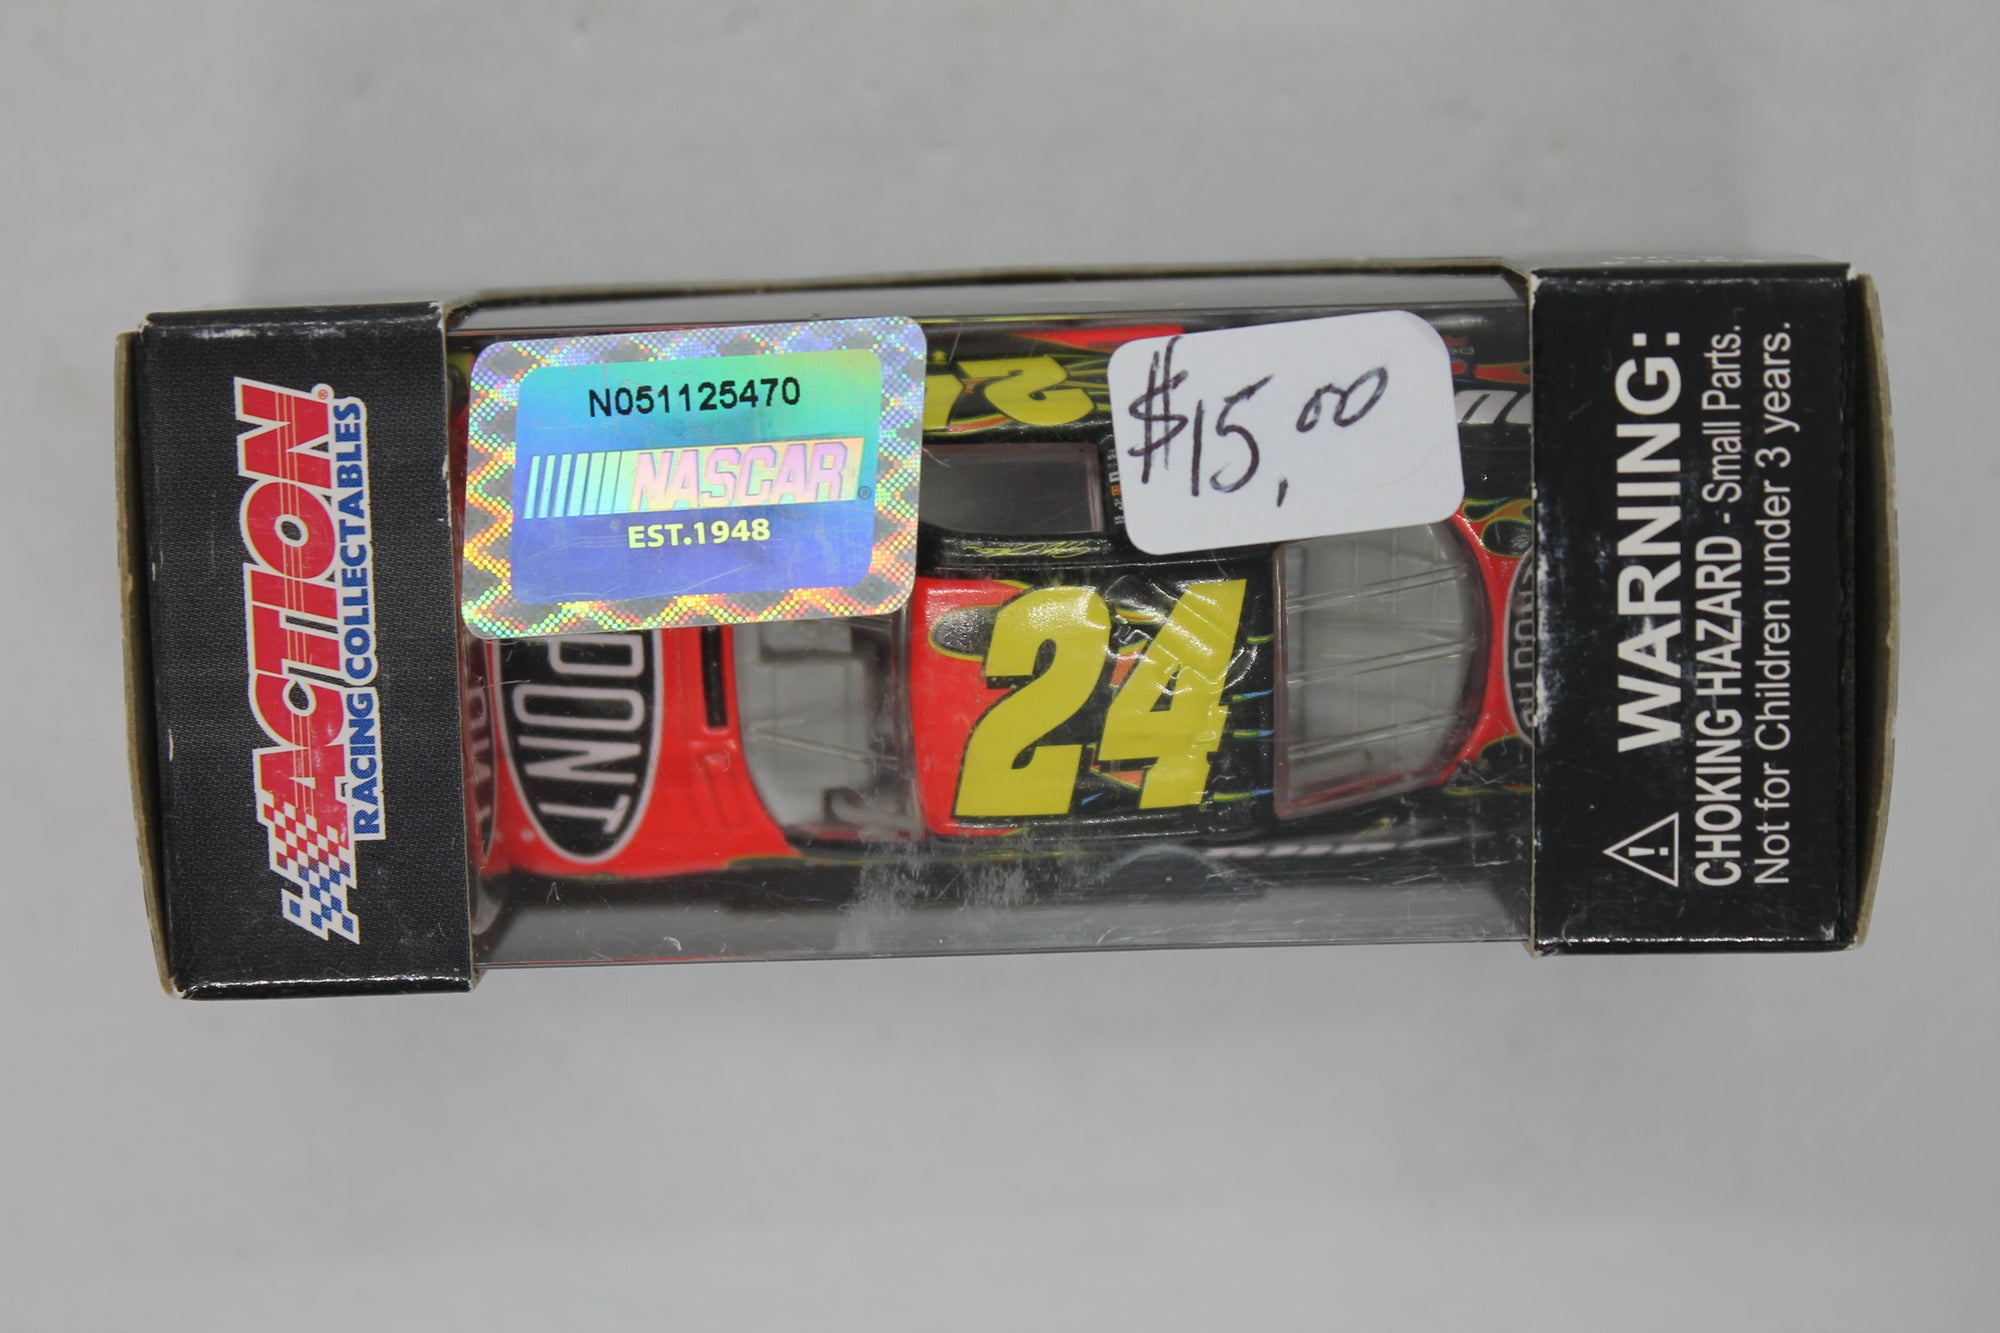 ACTION®
RACING COLLECTABLES
N051125470
NASCAR®
EST.1948
$15.00
24
PONT
WARNING:
CHOKING HAZARD - Small Parts.
Not for Children under 3 years.